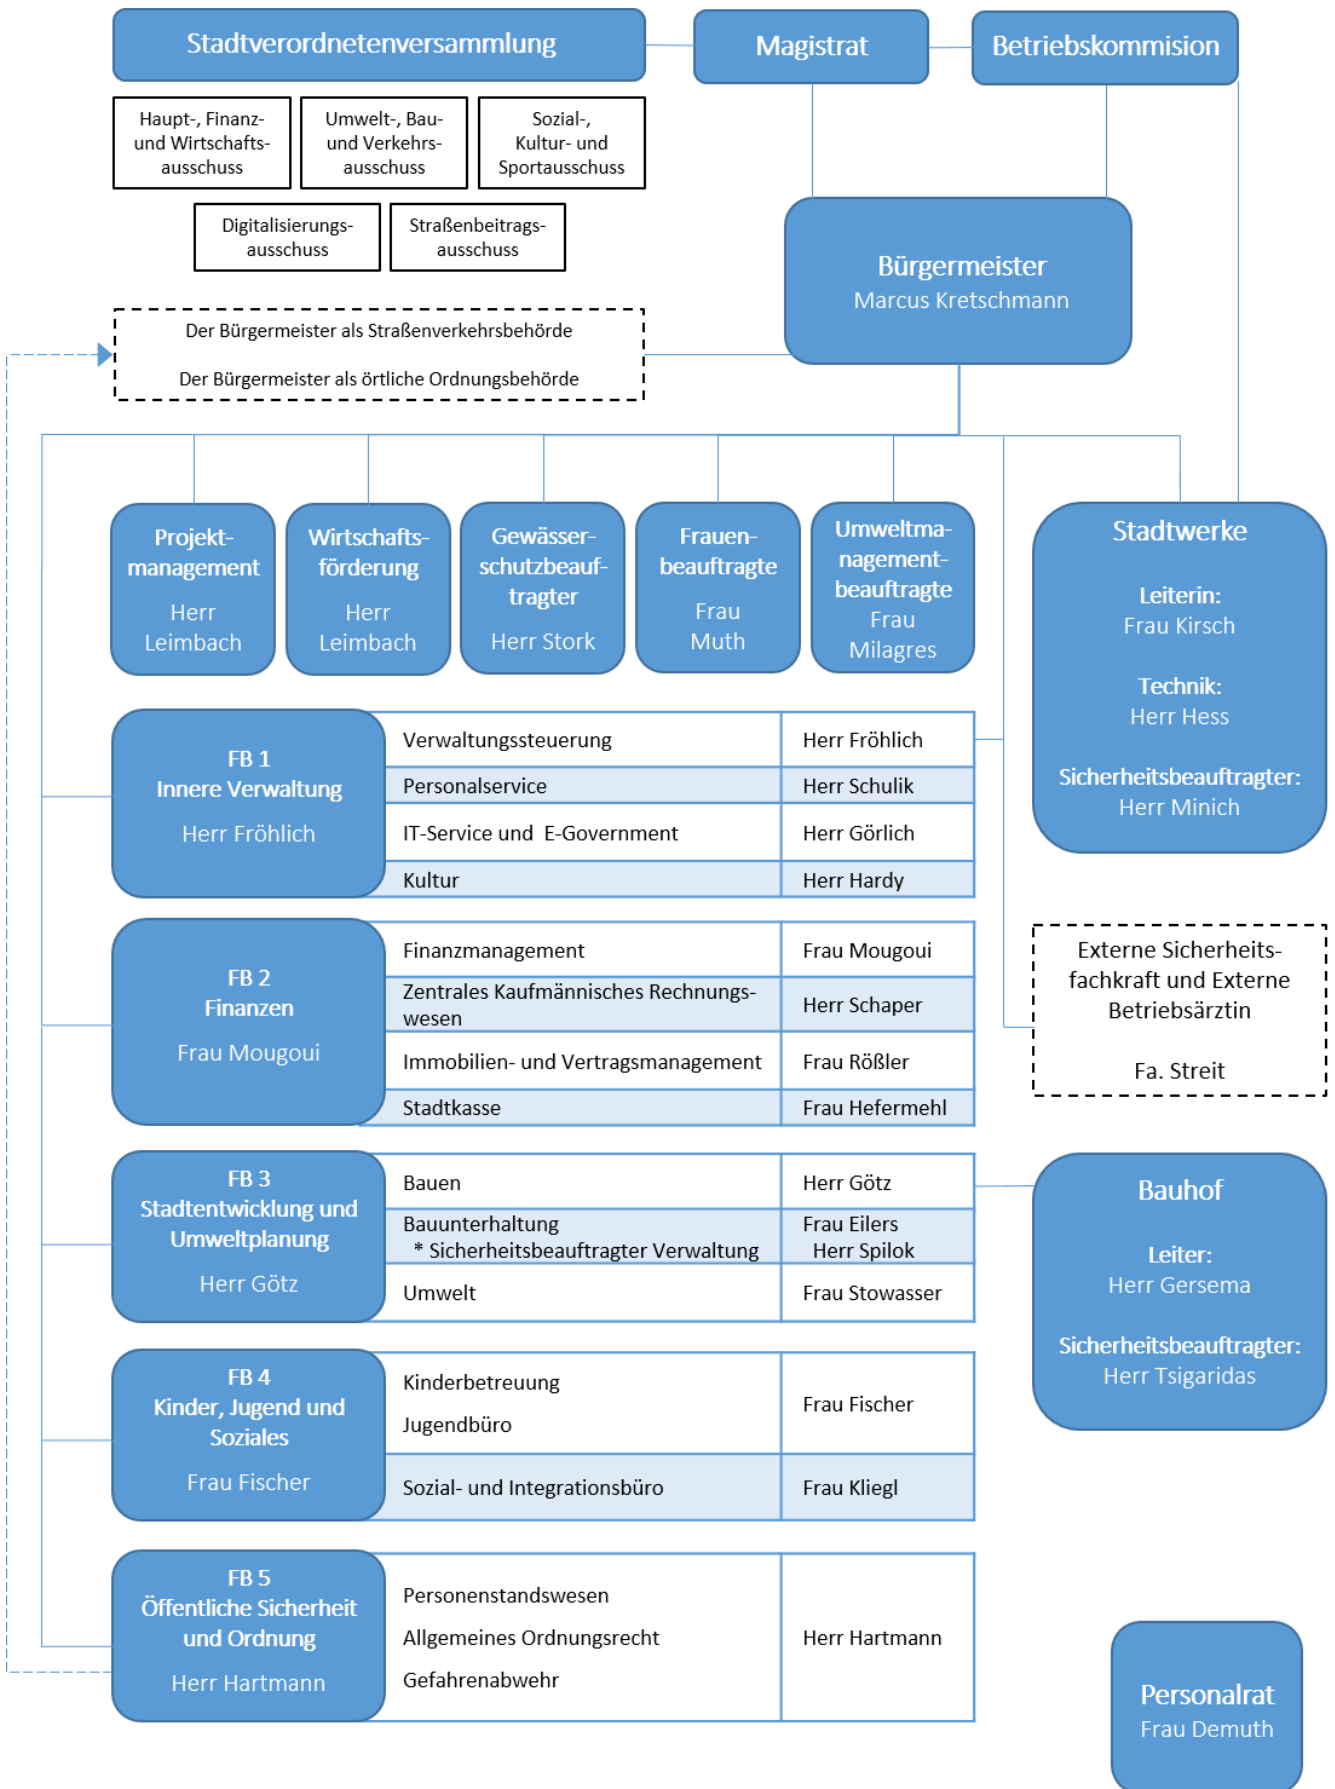 Stadtverordnetenversammlung
Magistrat
Betriebskommision
Haupt-, Finanz-
und Wirtschafts-
ausschuss
Umwelt-, Bau-
und Verkehrs-
ausschuss
Sozial-,
Kultur- und
Sportausschuss
Digitalisierungs-
ausschuss
Straßenbeitrags-
ausschuss
Bürgermeister
Marcus Kretschmann
Der Bürgermeister als Straßenverkehrsbehörde
Der Bürgermeister als örtliche Ordnungsbehörde
Projekt-
management
Herr
Leimbach
Wirtschafts-
förderung
Herr
Leimbach
Gewässer-
schutzbeauf-
tragter
Herr Stork
Frauen-
beauftragte
Frau
Muth
Umweltma-
nagement-
beauftragte
Frau
Milagres
Stadtwerke
Leiterin:
Frau Kirsch
Technik:
Herr Hess
Sicherheitsbeauftragter:
Herr Minich
FB 1
Innere Verwaltung
Herr Fröhlich
Verwaltungssteuerung
Herr Fröhlich
Personalservice
Herr Schulik
IT-Service und  E-Government
Herr Görlich
Kultur
Herr Hardy
FB 2
Finanzen
Frau Mougoui
Finanzmanagement
Frau Mougoui
Zentrales Kaufmännisches Rechnungs-
wesen
Herr Schaper
Immobilien- und Vertragsmanagement
Frau Rößler
Stadtkasse
Frau Hefermehl
Externe Sicherheits-
fachkraft und Externe
Betriebsärztin
Fa. Streit
FB 3
Stadtentwicklung und
Umweltplanung
Herr Götz
Bauen
Herr Götz
Bauunterhaltung
* Sicherheitsbeauftragter Verwaltung
Frau Eilers
Herr Spilok
Umwelt
Frau Stowasser
Bauhof
Leiter:
Herr Gersema
Sicherheitsbeauftragter:
Herr Tsigaridas
FB 4
Kinder, Jugend und
Soziales
Frau Fischer
Kinderbetreuung
Jugendbüro
Frau Fischer
Sozial- und Integrationsbüro
Frau Kliegl
FB 5
Öffentliche Sicherheit
und Ordnung
Herr Hartmann
Personenstandswesen
Allgemeines Ordnungsrecht
Gefahrenabwehr
Herr Hartmann
Personalrat
Frau Demuth